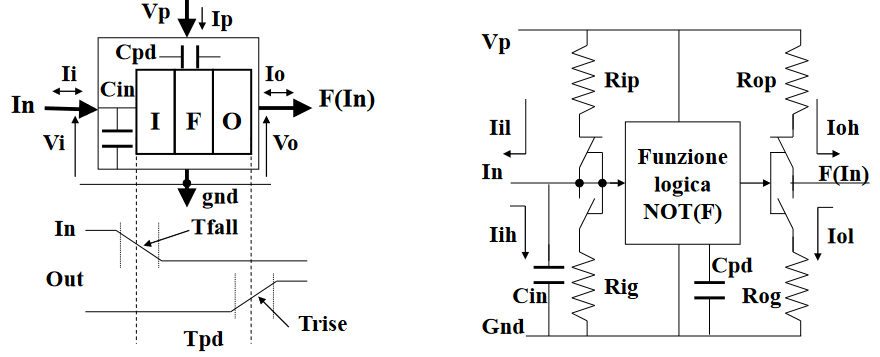 Vp
Ip
Cpd
Ii
Cin
Io
In
I F O
F(In)
Vi
Vo
gnd
In
Tfall
Out
Trise
Tpd
Vp
Rip
Rop
Iil
Ioh
Funzione
logica
NOT(F)
In
F(In)
Iih
Iol
Cpd
Cin
Rig
Rog
Gnd